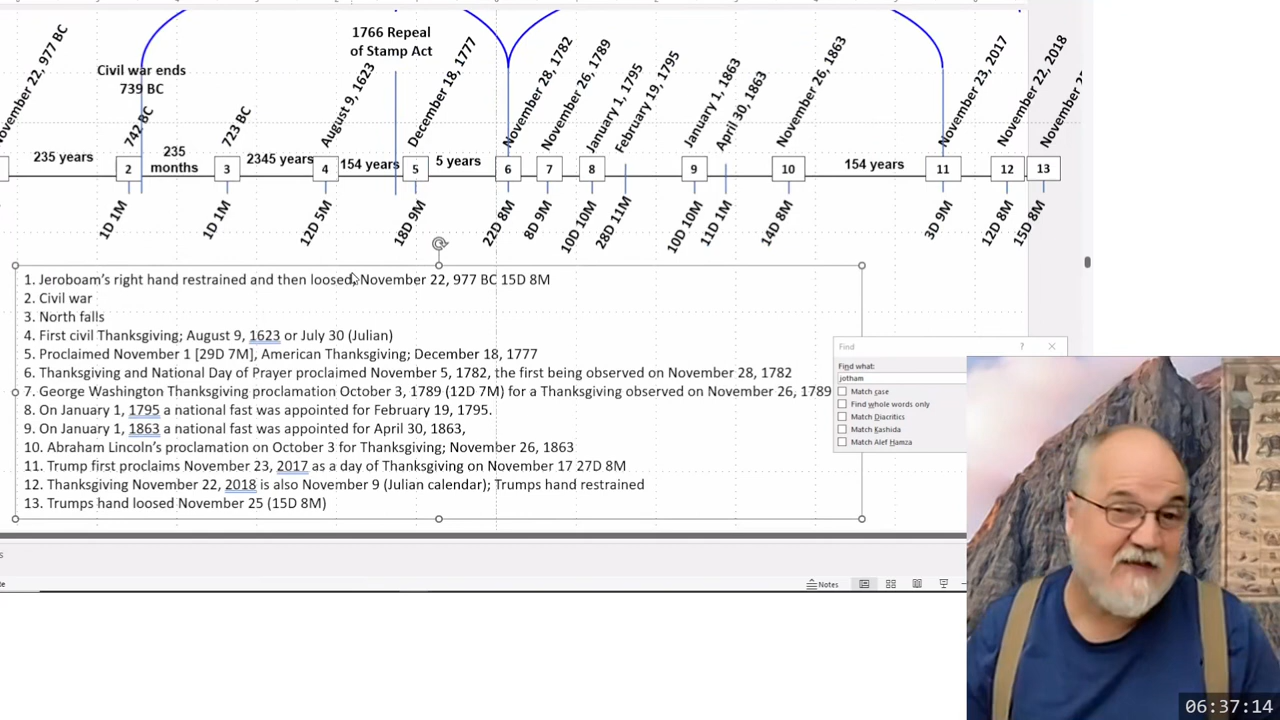 1766 Repeal
of Stamp Act
Civil war ends
739 BC
November 22, 977 BC
742 BC
723 BC
August 9, 1623
December 18, 1777
November 28, 1782
November 26, 1789
January 1, 1795
February 19, 1795
January 1, 1863
April 30, 1863
November 26, 1863
November 23, 2017
November 22, 2018
235 years
235
months
2345 years
154 years
5 years
154 years
2
3
4
5
6
7
8
9
10
11
12
13
1D 1M
1D 1M
12D 5M
18D 9M
22D 8M
8D 9M
10D 10M
28D 11M
10D 10M
11D 1M
14D 8M
3D 9M
12D 8M
15D 8M
1. Jeroboam's right hand restrained and then loosed, November 22, 977 BC 15D 8M
2. Civil war
3. North falls
4. First civil Thanksgiving; August 9, 1623 or July 30 (Julian)
5. Proclaimed November 1 [29D 7M], American Thanksgiving; December 18, 1777
6. Thanksgiving and National Day of Prayer proclaimed November 5, 1782, the first being observed on November 28, 1782
7. George Washington Thanksgiving proclamation October 3, 1789 (12D 7M) for a Thanksgiving observed on November 26, 1789
8. On January 1, 1795 a national fast was appointed for February 19, 1795.
9. On January 1, 1863 a national fast was appointed for April 30, 1863,
10. Abraham Lincoln's proclamation on October 3 for Thanksgiving; November 26, 1863
11. Trump first proclaims November 23, 2017 as a day of Thanksgiving on November 17 27D 8M
12. Thanksgiving November 22, 2018 is also November 9 (Julian calendar); Trumps hand restrained
13. Trumps hand loosed November 25 (15D 8M)
Find
? ×
Find what:
jotham
Match case
Find whole words only
Match Diacritics
Match Kashida
Match Alef Hamza
Notes
06:37:14